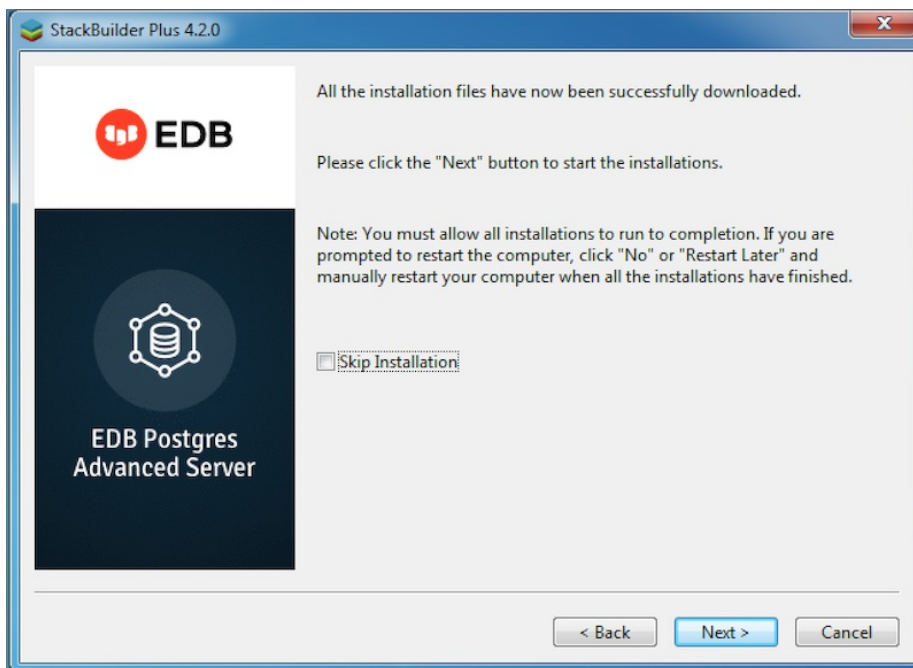 StackBuilder Plus 4.2.0
EDB
EDB Postgres
Advanced Server
All the installation files have now been successfully downloaded.
Please click the "Next" button to start the installations.
Note: You must allow all installations to run to completion. If you are
prompted to restart the computer, click "No" or "Restart Later" and
manually restart your computer when all the installations have finished.
Skip Installation
< Back
Next >
Cancel